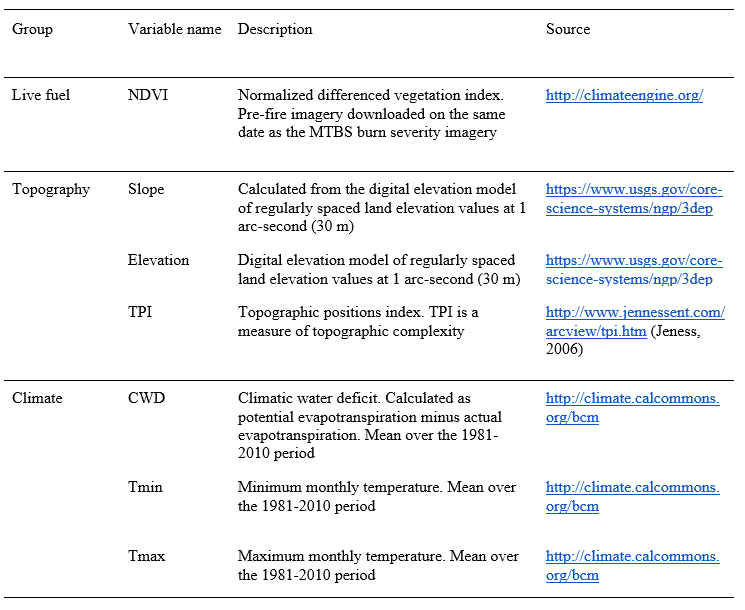 Group Variable name Description Source
Live fuel NDVI Normalized differenced vegetation index. http://climateengine.org/
Pre-fire imagery downloaded on the same
date as the MTBS burn severity imagery
Topography Slope Calculated from the digital elevation model https://www.usgs.gov/core-
of regularly spaced land elevation values at 1 science-systems/ngp/3dep
arc-second (30 m)
Elevation Digital elevation model of regularly spaced https://www.usgs.gov/core-
land elevation values at 1 arc-second (30 m) science-systems/ngp/3dep
TPI Topographic positions index. TPI is a http://www.jennessent.com/
measure of topographic complexity arcview/tpi.htm (Jeness,
2006)
Climate CWD Climatic water deficit. Calculated as http://climate.calcommons.
potential evapotranspiration minus actual org/bcm
evapotranspiration. Mean over the 1981-
2010 period
Tmin Minimum monthly temperature. Mean over http://climate.calcommons.
the 1981-2010 period org/bcm
Tmax Maximum monthly temperature. Mean over http://climate.calcommons.
the 1981-2010 period org/bcm